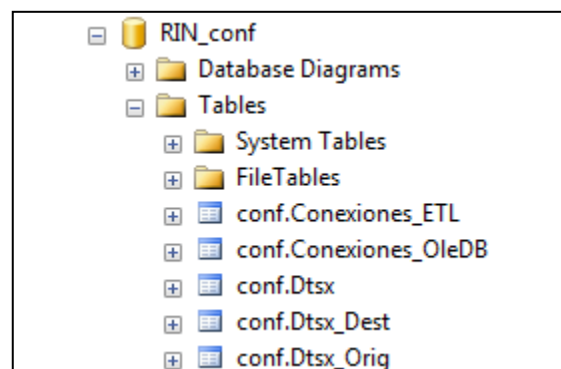 RIN_conf
Database Diagrams
Tables
System Tables
FileTables
conf.Conexiones_ETL
conf.Conexiones_OleDB
conf.Dtsx
conf.Dtsx_Dest
conf.Dtsx_Orig